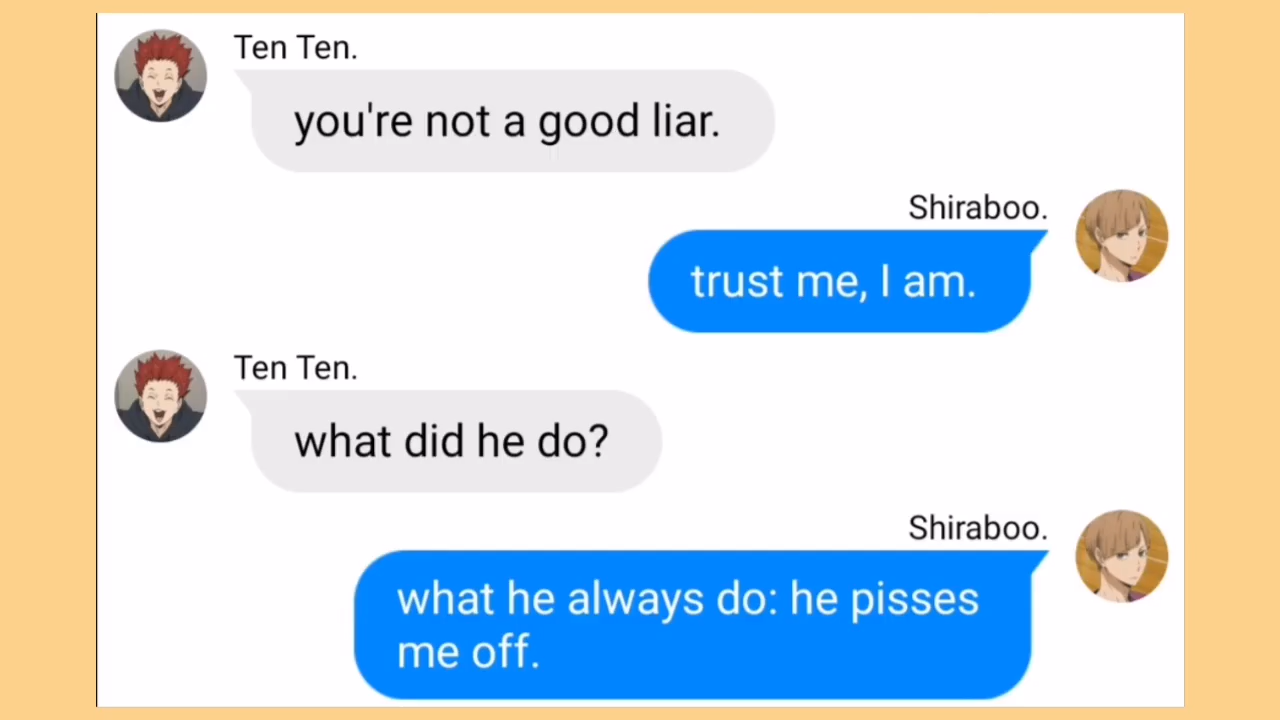 Ten Ten.
you're not a good liar.
Shiraboo.
trust me, I am.
Ten Ten.
what did he do?
Shiraboo.
what he always do: he pisses
me off.